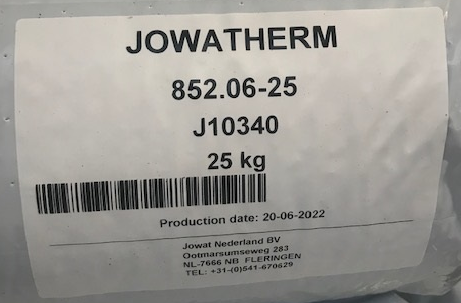 JOWATHERM
852.06-25
J10340
25 kg
Production date: 20-06-2022
Jowat Nederland BV
Ootmarsumseweg 283
NL-7666 NB FLERINGEN
TEL: +31-(0)541-670629